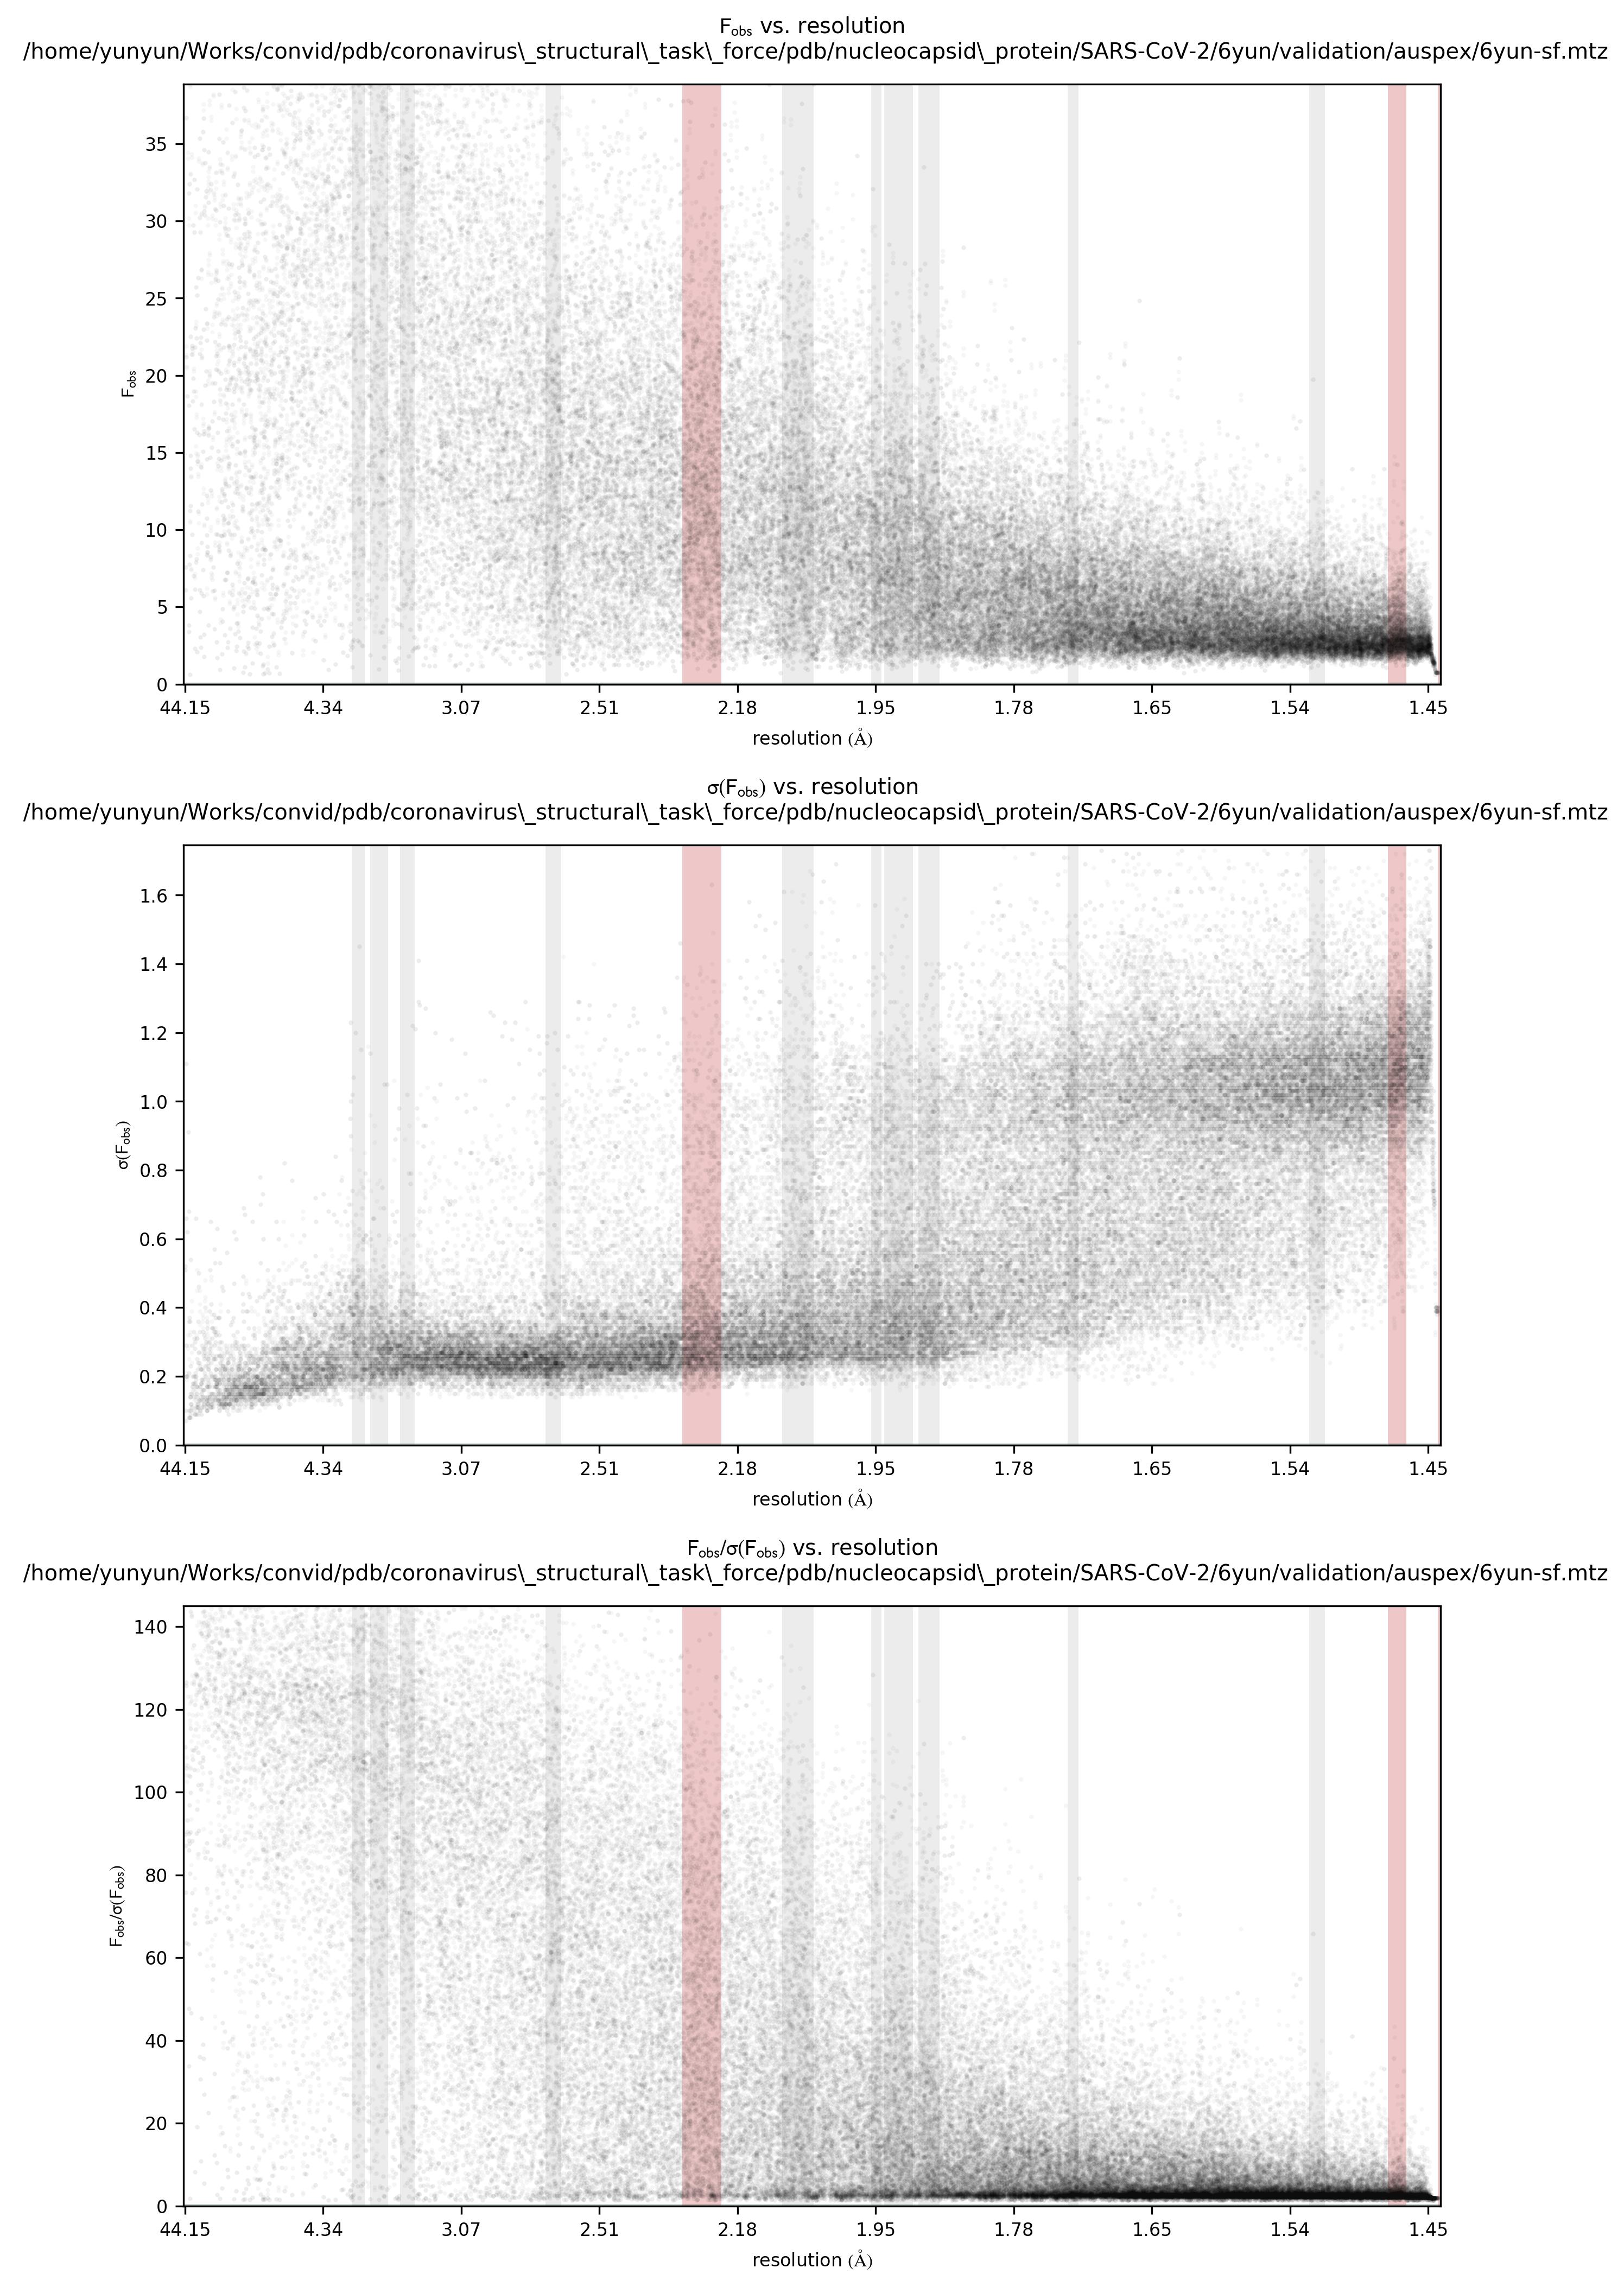 Fobs vs. resolution
/home/yunyun/Works/convid/pdb/coronavirus\_structural\_task\_force/pdb/nucleocapsid\_protein/SARS-CoV-2/6yun/validation/auspex/6yun-sf.mtz
35
30
25
20
15
10
5
0
Fobs
44.15 4.34 3.07 2.51 2.18 1.95 1.78 1.65 1.54 1.45
resolution (Å)
σ(Fobs) vs. resolution
/home/yunyun/Works/convid/pdb/coronavirus\_structural\_task\_force/pdb/nucleocapsid\_protein/SARS-CoV-2/6yun/validation/auspex/6yun-sf.mtz
1.6
1.4
1.2
1.0
0.8
0.6
0.4
0.2
0.0
σ(Fobs)
44.15 4.34 3.07 2.51 2.18 1.95 1.78 1.65 1.54 1.45
resolution (Å)
Fobs/σ(Fobs) vs. resolution
/home/yunyun/Works/convid/pdb/coronavirus\_structural\_task\_force/pdb/nucleocapsid\_protein/SARS-CoV-2/6yun/validation/auspex/6yun-sf.mtz
140
120
100
80
60
40
20
0
Fobs/σ(Fobs)
44.15 4.34 3.07 2.51 2.18 1.95 1.78 1.65 1.54 1.45
resolution (Å)